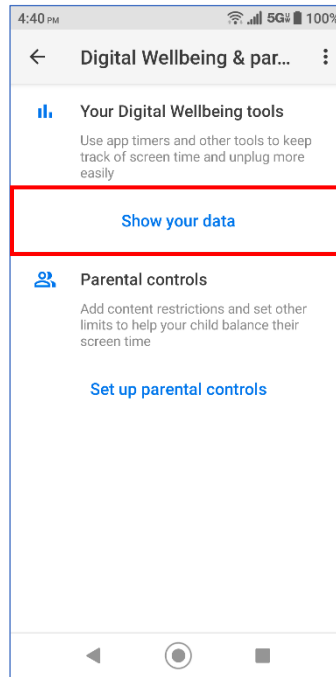 4:40 PM 5G 100%
Digital Wellbeing & par...
Your Digital Wellbeing tools
Use app timers and other tools to keep
track of screen time and unplug more
easily
Show your data
Parental controls
Add content restrictions and set other
limits to help your child balance their
screen time
Set up parental controls